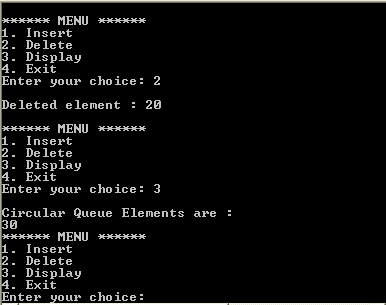 ****** MENU ******
1. Insert
2. Delete
3. Display
4. Exit
Enter your choice: 2
Deleted element : 20
****** MENU ******
1. Insert
2. Delete
3. Display
4. Exit
Enter your choice: 3
Circular Queue Elements are :
30
****** MENU ******
1. Insert
2. Delete
3. Display
4. Exit
Enter your choice: